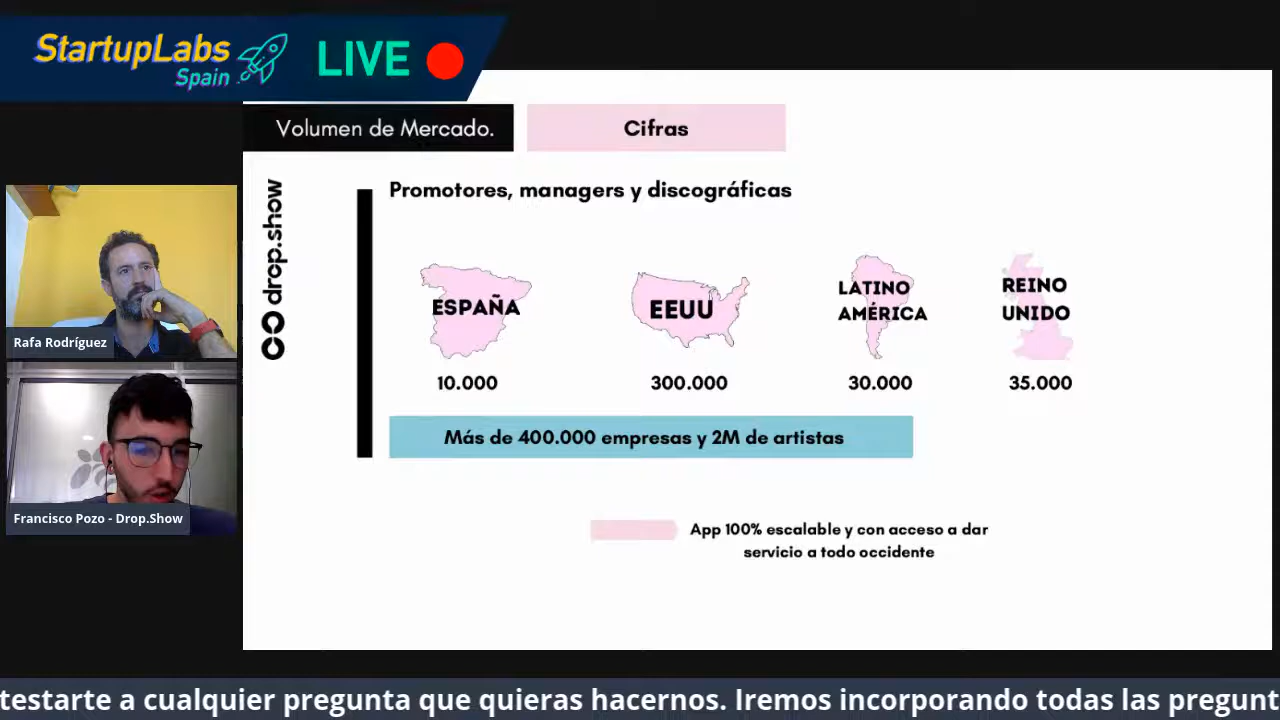 StartupLabs
Spain
LIVE
Volumen de Mercado.
Cifras
drop.show
Promotores, managers y discográficas
ESPAÑA
EEUU
LATINO
AMÉRICA
REINO
UNIDO
10.000
300.000
30.000
35.000
Más de 400.000 empresas y 2M de artistas
App 100% escalable y con acceso a dar
servicio a todo occidente
Rafa Rodríguez
Francisco Pozo - Drop.Show
testarte a cualquier pregunta que quieras hacernos. Iremos incorporando todas las pregunt